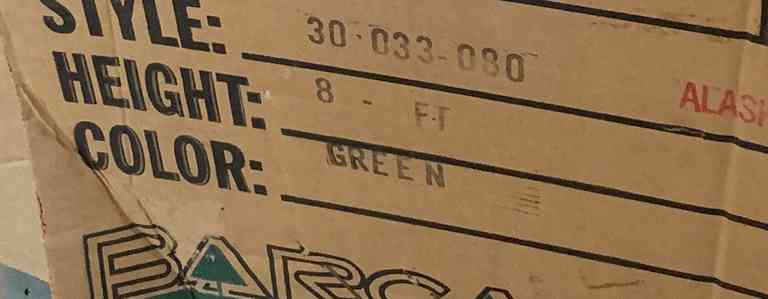 STYLE: 30-033-080
HEIGHT: 8 - FT
COLOR: GREEN